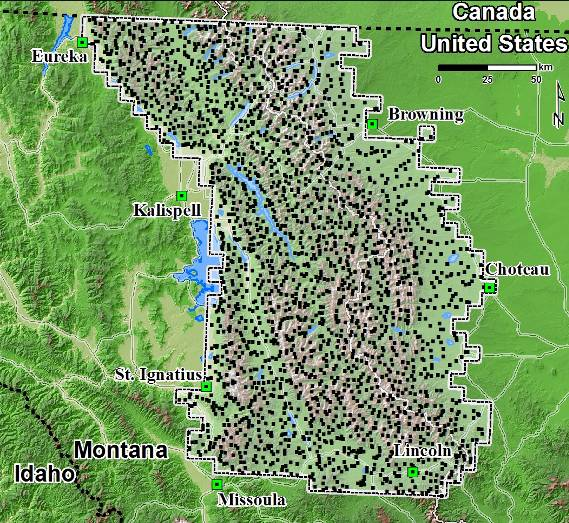 Canada
United States
Eureka
km
0 25 50
N
Browning
Kalispell
Choteau
St. Ignatius
Montana
Lincoln
Idaho
Missoula